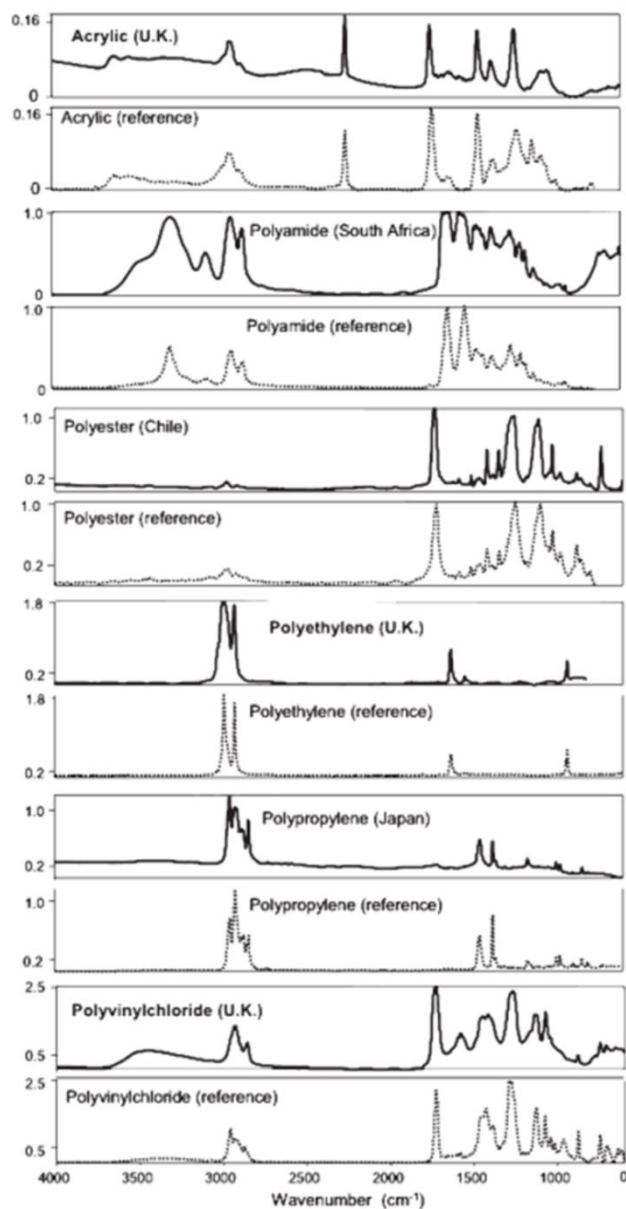 0.16
Acrylic (U.K.)
0
0.16
Acrylic (reference)
0
1.0
Polyamide (South Africa)
0
1.0
Polyamide (reference)
0
1.0
Polyester (Chile)
0.2
1.0
Polyester (reference)
0.2
1.8
Polyethylene (U.K.)
0.2
1.8
Polyethylene (reference)
0.2
1.0
Polypropylene (Japan)
0.2
1.0
Polypropylene (reference)
0.2
2.5
Polyvinylchloride (U.K.)
0.5
2.5
Polyvinylchloride (reference)
0.5
4000 3500 3000 2500 2000 1500 1000 0
Wavenumber (cm⁻¹)